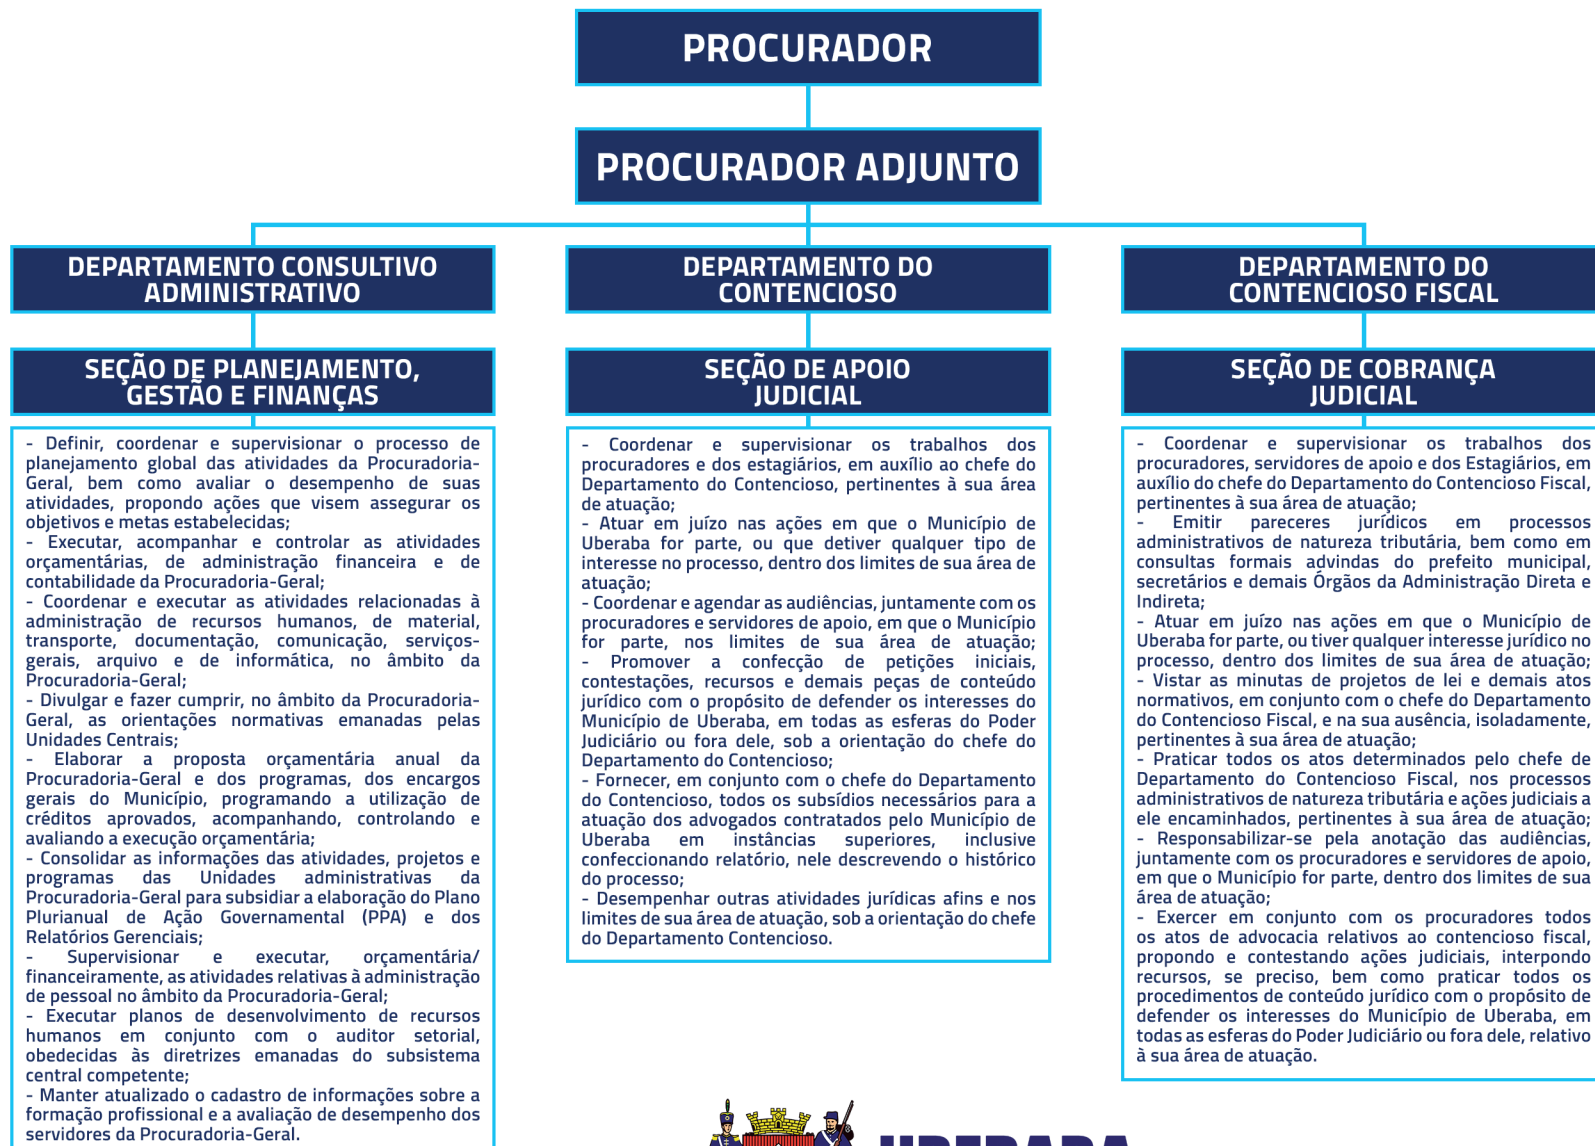 PROCURADOR
PROCURADOR ADJUNTO
DEPARTAMENTO CONSULTIVO
ADMINISTRATIVO
SEÇÃO DE PLANEJAMENTO,
GESTÃO E FINANÇAS
- Definir, coordenar e supervisionar o processo de
planejamento global das atividades da Procuradoria-
Geral, bem como avaliar o desempenho de suas
atividades, propondo ações que visem assegurar os
objetivos e metas estabelecidas;
- Executar, acompanhar e controlar as atividades
orçamentárias, de administração financeira e de
contabilidade da Procuradoria-Geral;
- Coordenar e executar as atividades relacionadas à
administração de recursos humanos, de material,
transporte, documentação, comunicação, serviços-
gerais, arquivo e de informática, no âmbito da
Procuradoria-Geral;
- Divulgar e fazer cumprir, no âmbito da Procuradoria-
Geral, as orientações normativas emanadas pelas
Unidades Centrais;
- Elaborar a proposta orçamentária anual da
Procuradoria-Geral e dos programas, dos encargos
gerais do Município, programando a utilização de
créditos aprovados, acompanhando, controlando e
avaliando a execução orçamentária;
- Consolidar as informações das atividades, projetos e
programas das Unidades administrativas da
Procuradoria-Geral para subsidiar a elaboração do Plano
Plurianual de Ação Governamental (PPA) e dos
Relatórios Gerenciais;
- Supervisionar e executar, orçamentária/
financeiramente, as atividades relativas à administração
de pessoal no âmbito da Procuradoria-Geral;
- Executar planos de desenvolvimento de recursos
humanos em conjunto com o auditor setorial,
obedecidas às diretrizes emanadas do subsistema
central competente;
- Manter atualizado o cadastro de informações sobre a
formação profissional e a avaliação de desempenho dos
servidores da Procuradoria-Geral.
DEPARTAMENTO DO
CONTENCIOSO
SEÇÃO DE APOIO
JUDICIAL
- Coordenar e supervisionar os trabalhos dos
procuradores e dos estagiários, em auxílio ao chefe do
Departamento do Contencioso, pertinentes à sua área
de atuação;
- Atuar em juízo nas ações em que o Município de
Uberaba for parte, ou que detiver qualquer tipo de
interesse no processo, dentro dos limites de sua área de
atuação;
- Coordenar e agendar as audiências, juntamente com os
procuradores e servidores de apoio, em que o Município
for parte, nos limites de sua área de atuação;
- Promover a confecção de petições iniciais,
contestações, recursos e demais peças de conteúdo
jurídico com o propósito de defender os interesses do
Município de Uberaba, em todas as esferas do Poder
Judiciário ou fora dele, sob a orientação do chefe do
Departamento do Contencioso;
- Fornecer, em conjunto com o chefe do Departamento
do Contencioso, todos os subsídios necessários para a
atuação dos advogados contratados pelo Município de
Uberaba em instâncias superiores, inclusive
confeccionando relatório, nele descrevendo o histórico
do processo;
- Desempenhar outras atividades jurídicas afins e nos
limites de sua área de atuação, sob a orientação do chefe
do Departamento Contencioso.
DEPARTAMENTO DO
CONTENCIOSO FISCAL
SEÇÃO DE COBRANÇA
JUDICIAL
- Coordenar e supervisionar os trabalhos dos
procuradores, servidores de apoio e dos Estagiários, em
auxílio do chefe do Departamento do Contencioso Fiscal,
pertinentes à sua área de atuação;
- Emitir pareceres jurídicos em processos
administrativos de natureza tributária, bem como em
consultas formais advindas do prefeito municipal,
secretários e demais Órgãos da Administração Direta e
Indireta;
- Atuar em juízo nas ações em que o Município de
Uberaba for parte, ou tiver qualquer interesse jurídico no
processo, dentro dos limites de sua área de atuação;
- Vistar as minutas de projetos de lei e demais atos
normativos, em conjunto com o chefe do Departamento
do Contencioso Fiscal, e na sua ausência, isoladamente,
pertinentes à sua área de atuação;
- Praticar todos os atos determinados pelo chefe de
Departamento do Contencioso Fiscal, nos processos
administrativos de natureza tributária e ações judiciais a
ele encaminhados, pertinentes à sua área de atuação;
- Responsabilizar-se pela anotação das audiências,
juntamente com os procuradores e servidores de apoio,
em que o Município for parte, dentro dos limites de sua
área de atuação;
- Exercer em conjunto com os procuradores todos
os atos de advocacia relativos ao contencioso fiscal,
propondo e contestando ações judiciais, interpondo
recursos, se preciso, bem como praticar todos os
procedimentos de conteúdo jurídico com o propósito de
defender os interesses do Município de Uberaba, em
todas as esferas do Poder Judiciário ou fora dele, relativo
à sua área de atuação.
UBERABA